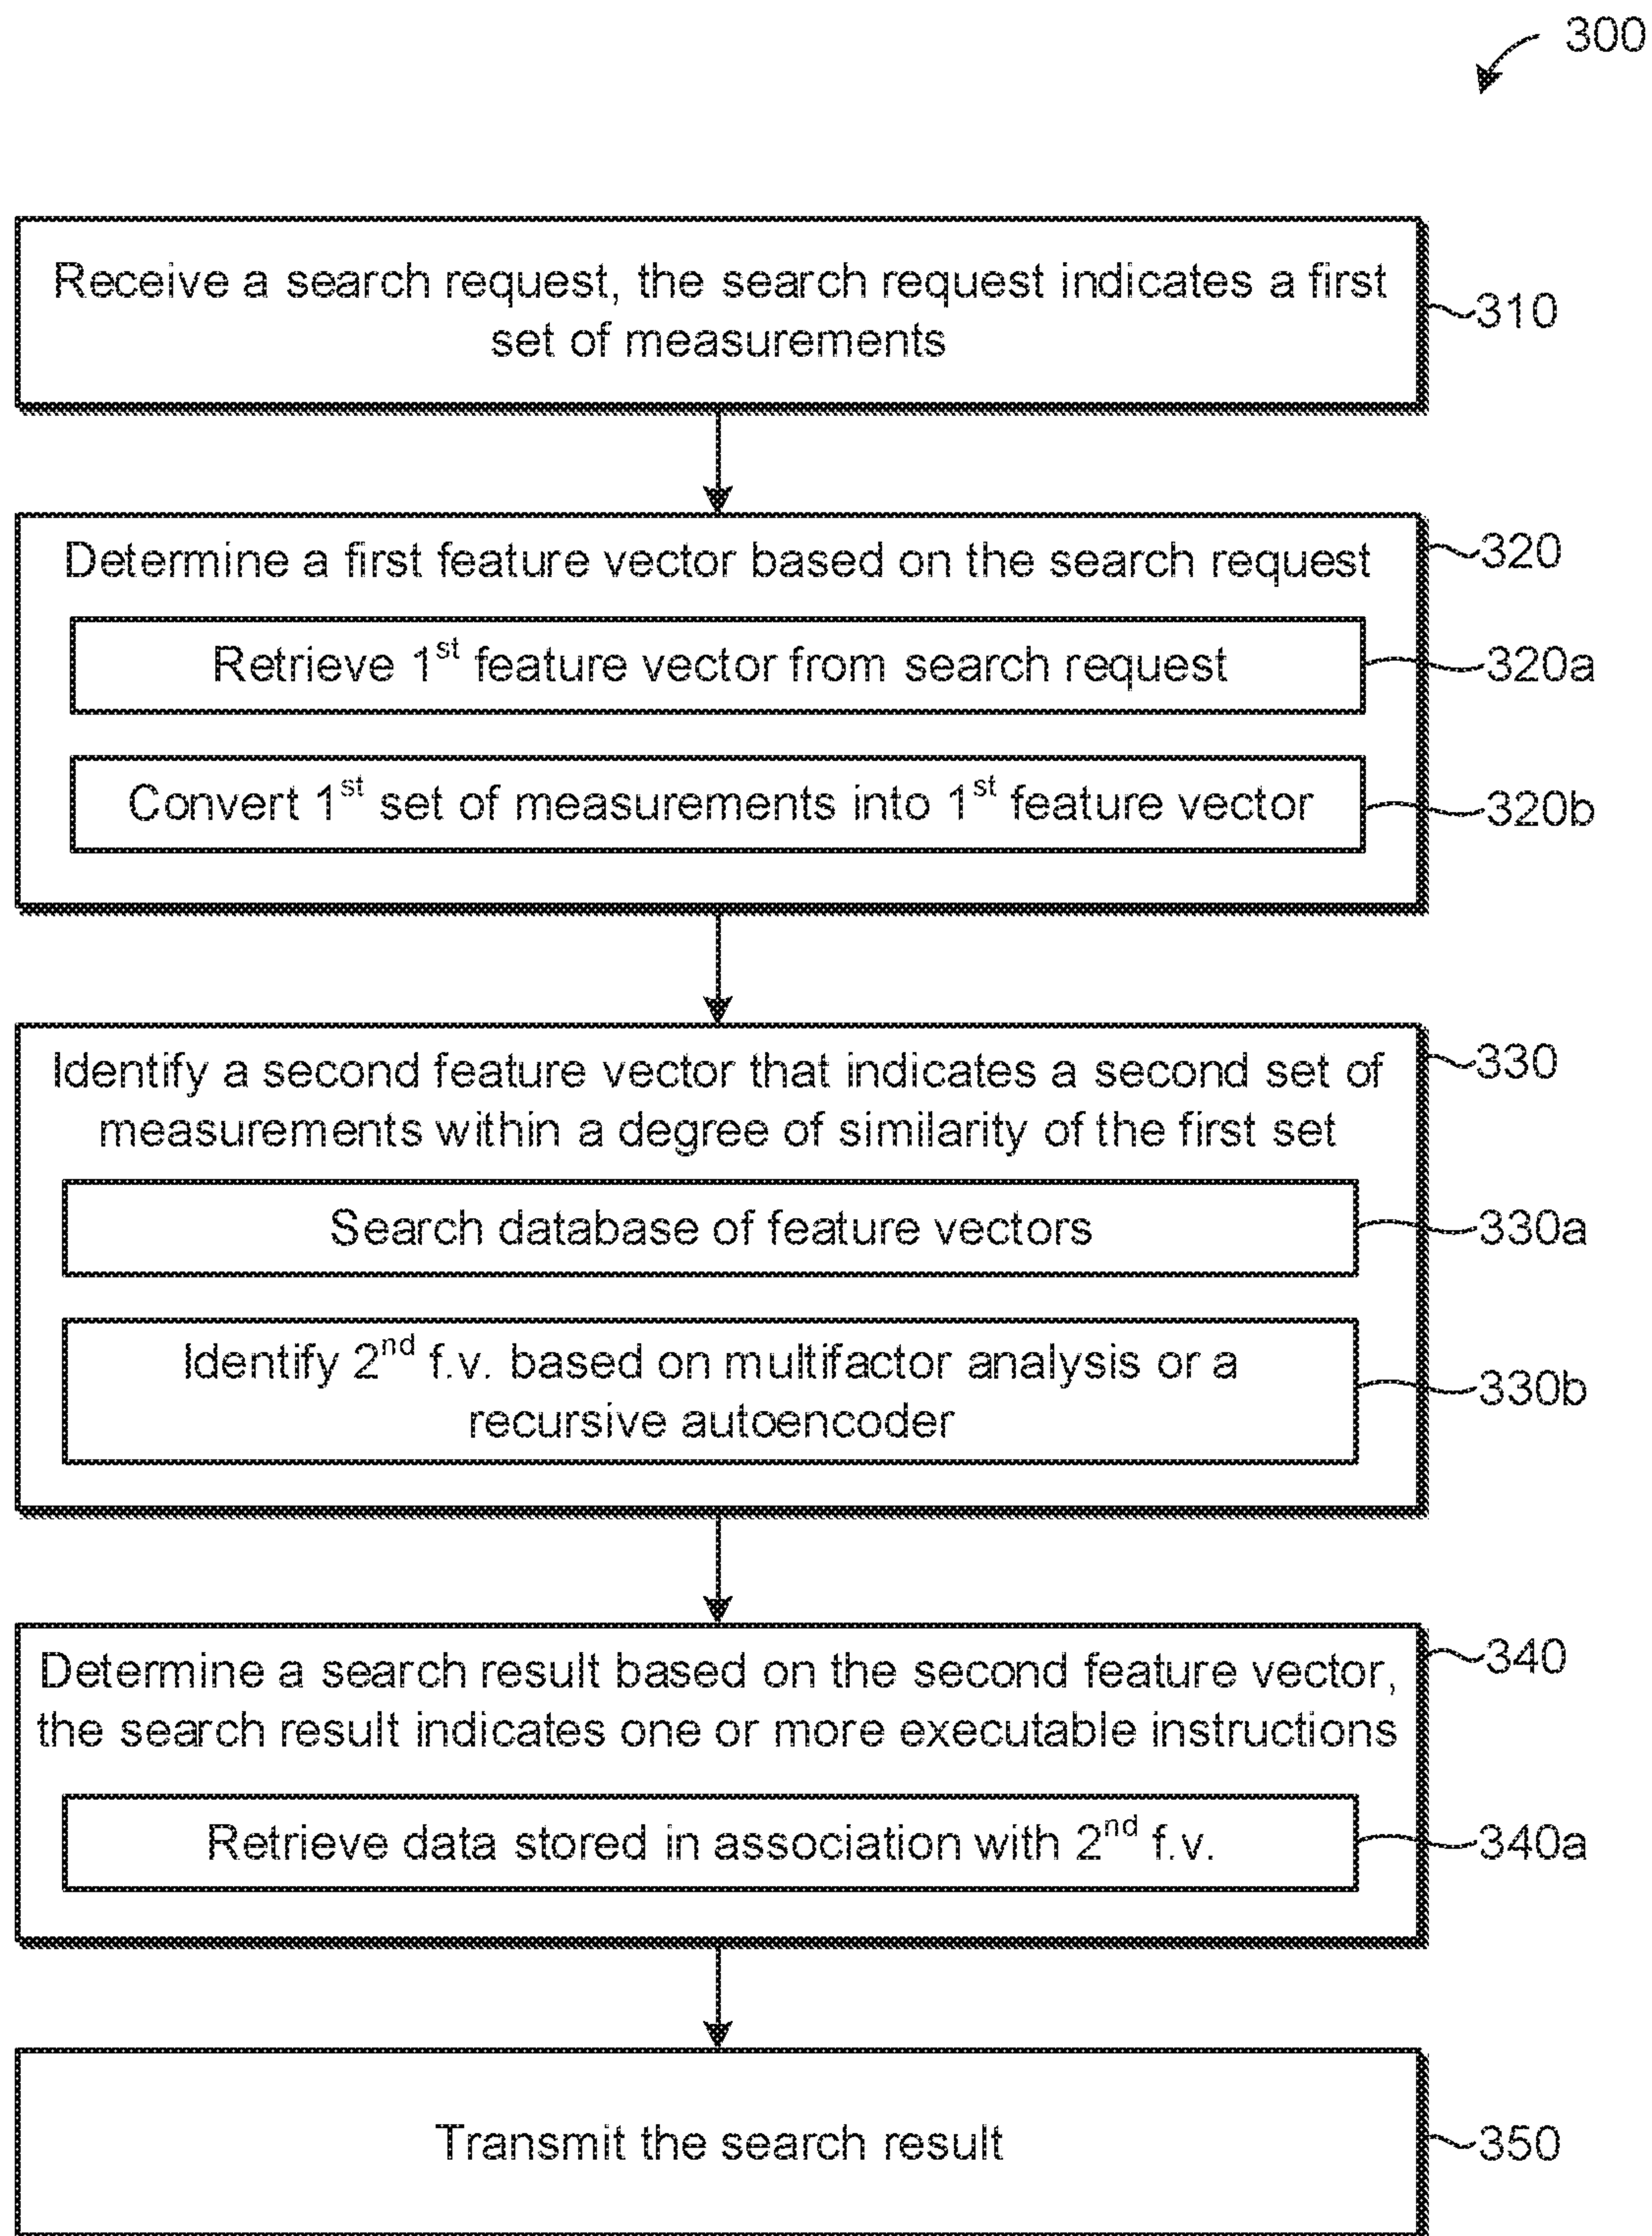 300
Receive a search request, the search request indicates a first
set of measurements
310
Determine a first feature vector based on the search request
320
Retrieve 1st feature vector from search request
320a
Convert 1st set of measurements into 1st feature vector
320b
Identify a second feature vector that indicates a second set of
measurements within a degree of similarity of the first set
330
Search database of feature vectors
330a
Identify 2nd f.v. based on multifactor analysis or a
recursive autoencoder
330b
Determine a search result based on the second feature vector,
the search result indicates one or more executable instructions
340
Retrieve data stored in association with 2nd f.v.
340a
Transmit the search result
350